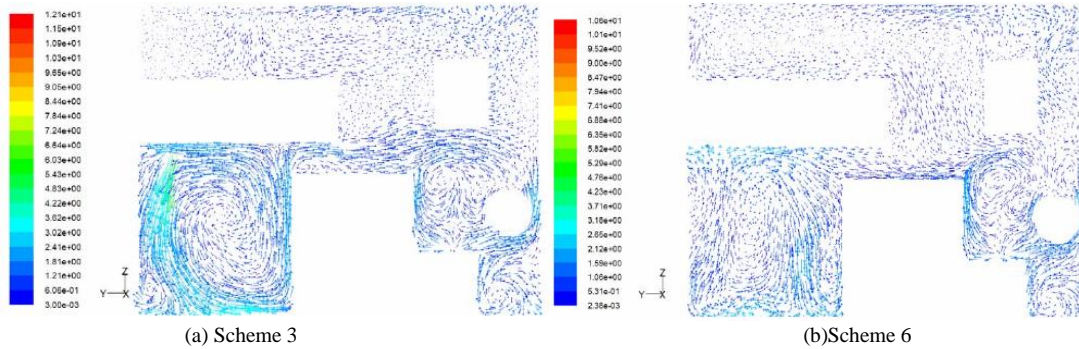 1.21e+01
1.15e+01
1.09e+01
1.03e+01
9.65e+00
9.05e+00
8.44e+00
7.24e+00
6.64e+00
6.03e+00
5.43e+00
4.83e+00
4.22e+00
3.62e+00
3.02e+00
2.41e+00
1.81e+00
1.21e+00
6.06e-01
3.00e-03
Z
Y
X
(a) Scheme 3
1.06e+01
1.01e+01
9.52e+00
9.00e+00
8.47e+00
7.94e+00
7.41e+00
6.88e+00
6.35e+00
5.82e+00
5.29e+00
4.76e+00
4.23e+00
3.71e+00
3.18e+00
2.65e+00
2.12e+00
1.59e+00
1.06e+00
5.31e-01
2.38e-03
Z
Y
X
(b)Scheme 6